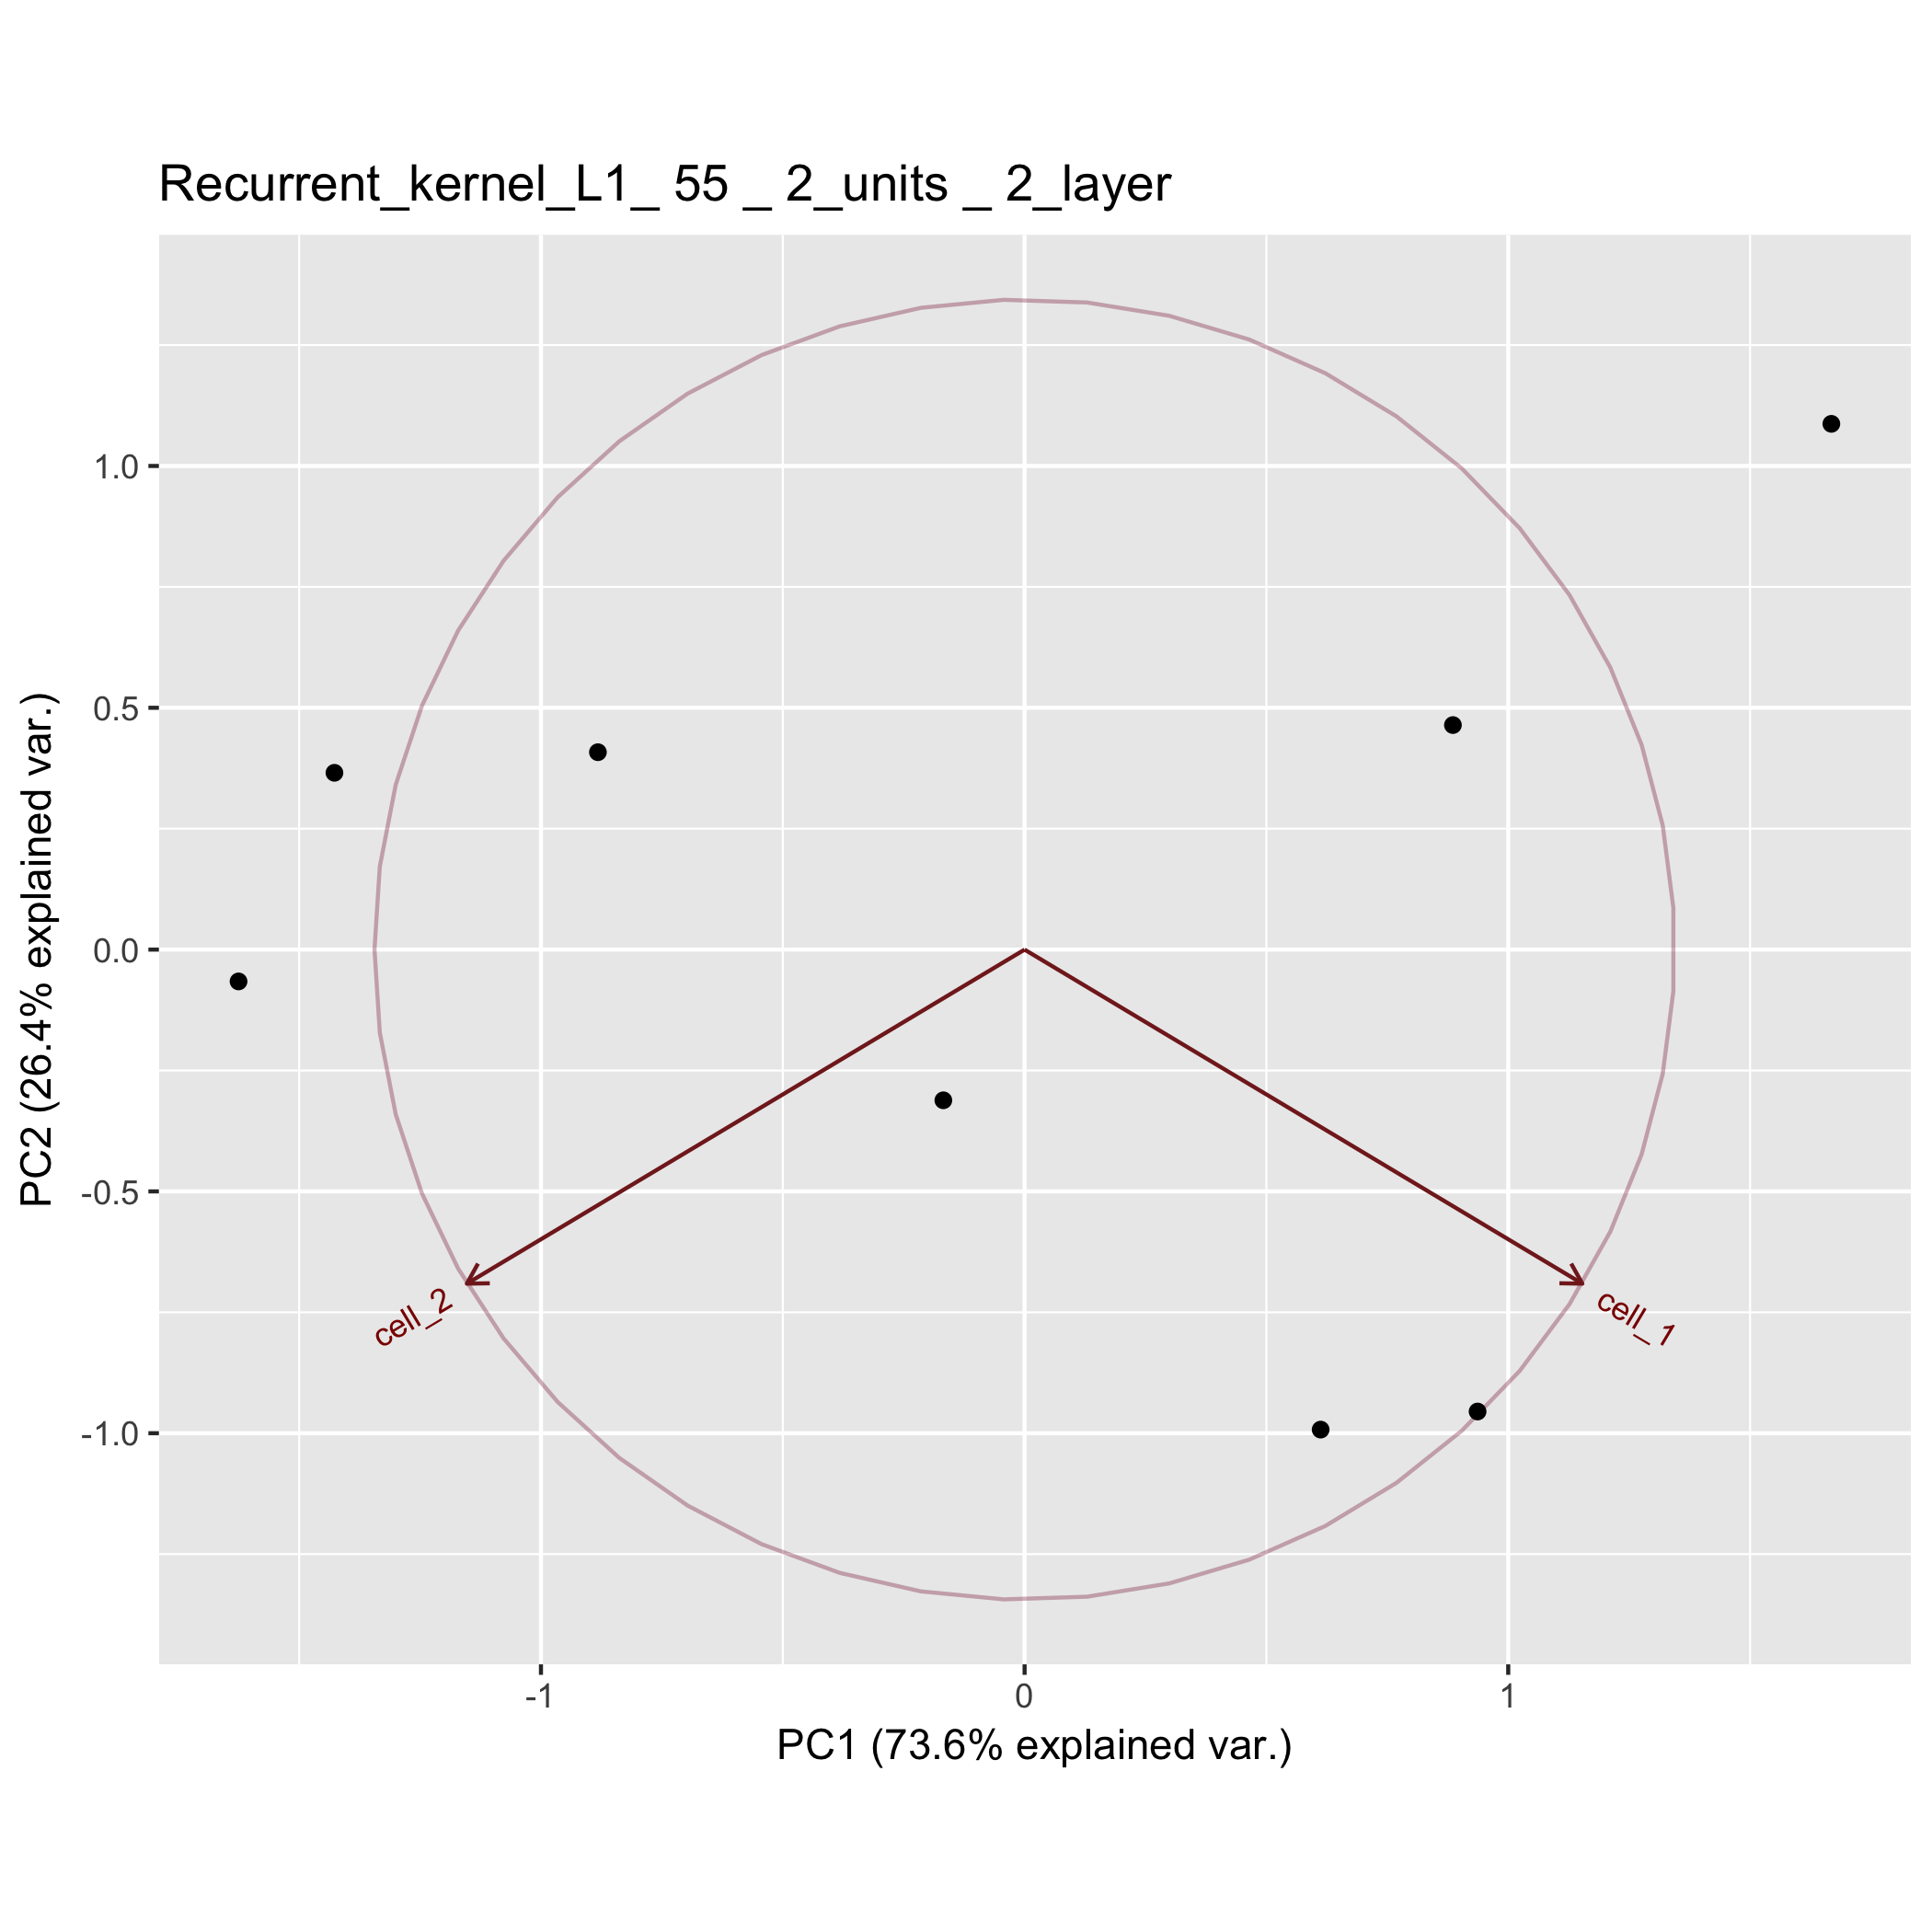 Recurrent_kernel_L1_ 55 _ 2_units _ 2_layer
PC2 (26.4% explained var.)
1.0
0.5
0.0
-0.5
-1.0
cell_2
cell_1
-1
0
1
PC1 (73.6% explained var.)